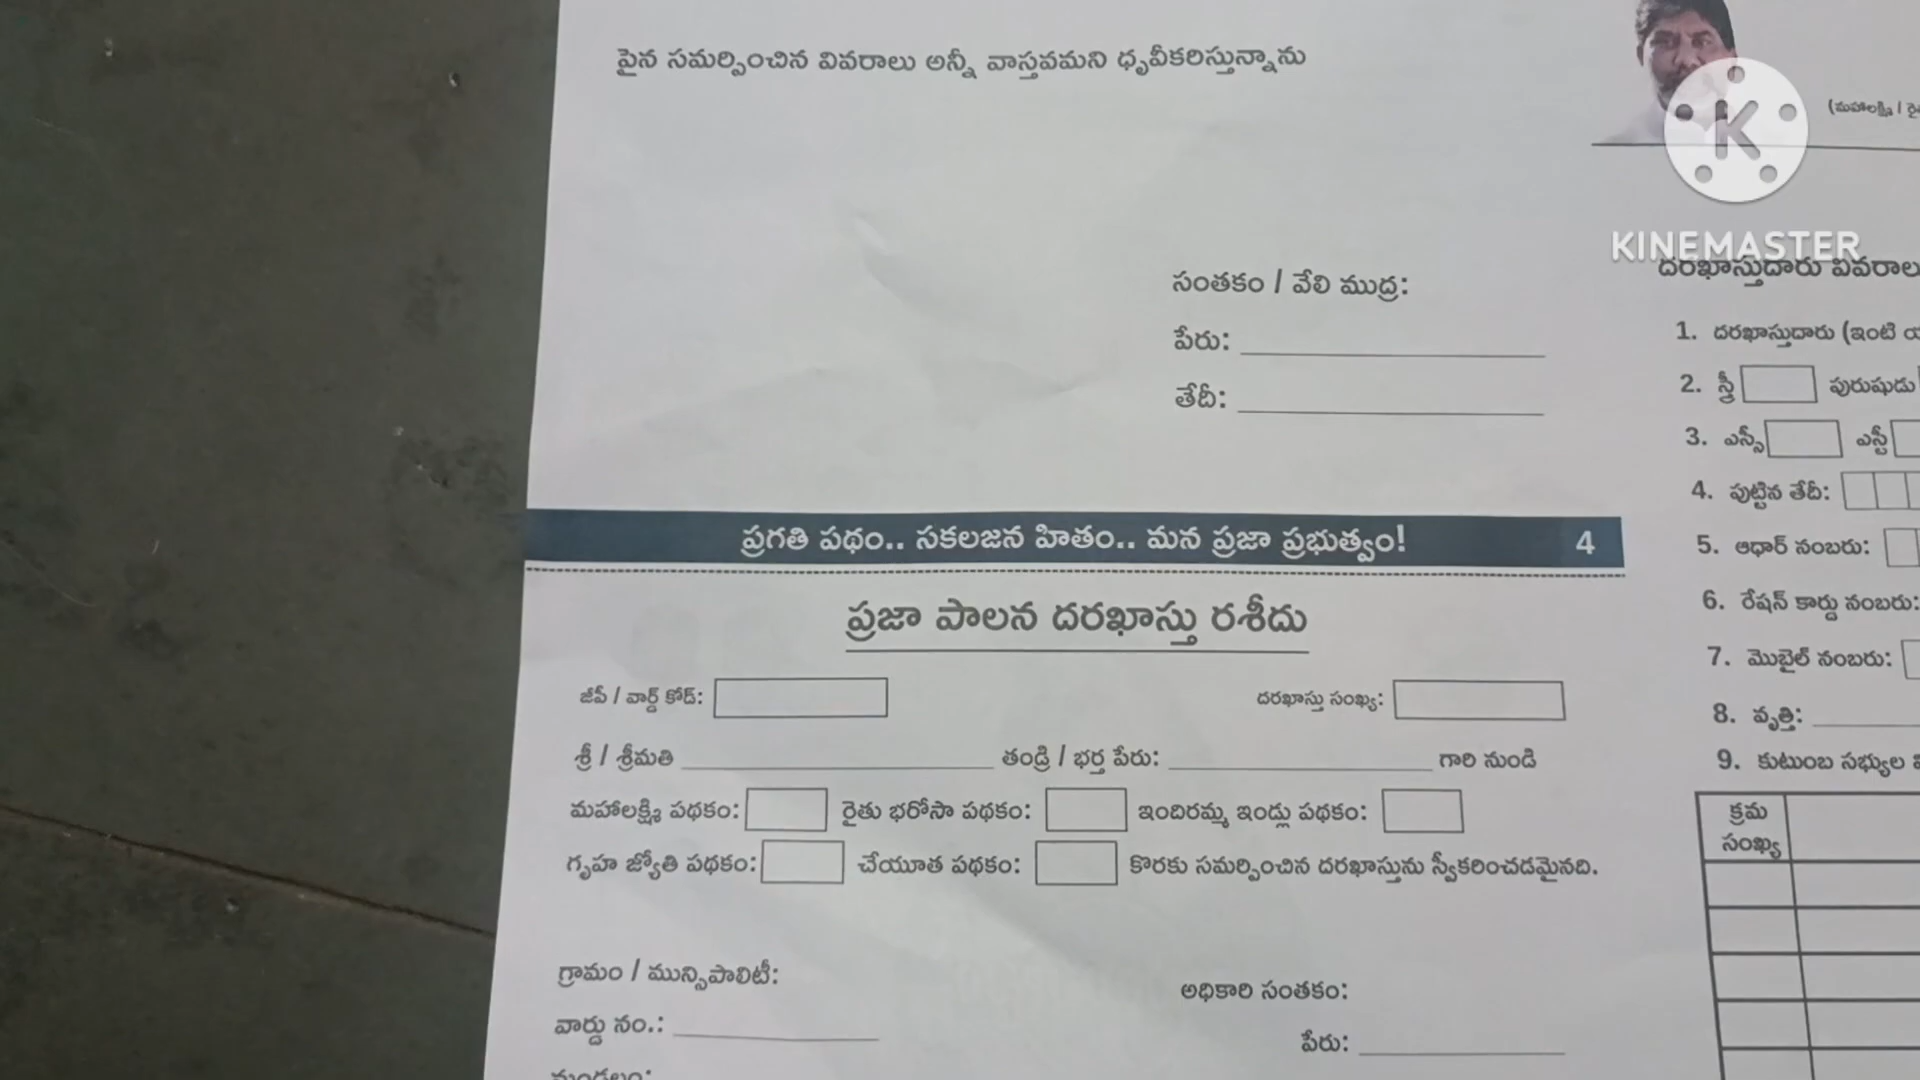 పైన సమర్పించిన వివరాలు అన్నీ వాస్తవమని ధృవీకరిస్తున్నాను
సంతకం / వేలి ముద్ర:
పేరు:
తేదీ:
ప్రగతి పథం.. సకలజన హితం.. మన ప్రజా ప్రభుత్వం! 4
ప్రజా పాలన దరఖాస్తు రశీదు
జీపీ / వార్డ్ కోడ్: దరఖాస్తు సంఖ్య:
శ్రీ / శ్రీమతి తండ్రి / భర్త పేరు: గారి నుండి
మహాలక్ష్మి పథకం: రైతు భరోసా పథకం: ఇందిరమ్మ ఇండ్లు పథకం:
గృహ జ్యోతి పథకం: చేయూత పథకం: కొరకు సమర్పించిన దరఖాస్తును స్వీకరించడమైనది.
గ్రామం / మున్సిపాలిటీ:
వార్డు నం.:
అధికారి సంతకం:
పేరు:
(మహాలక్ష్మి /
KINEMASTER
దరఖాస్తుదారు
1. దరఖాస్తుదారు (ఇంటి
2. స్త్రీ పురుషుడు
3. ఎస్సీ ఎస్టీ
4. పుట్టిన తేదీ:
5. ఆధార్ నంబరు:
6. రేషన్ కార్డు నంబరు:
7. మొబైల్ నంబరు:
8. వృత్తి:
9. కుటుంబ సభ్యుల
క్రమ
సంఖ్య